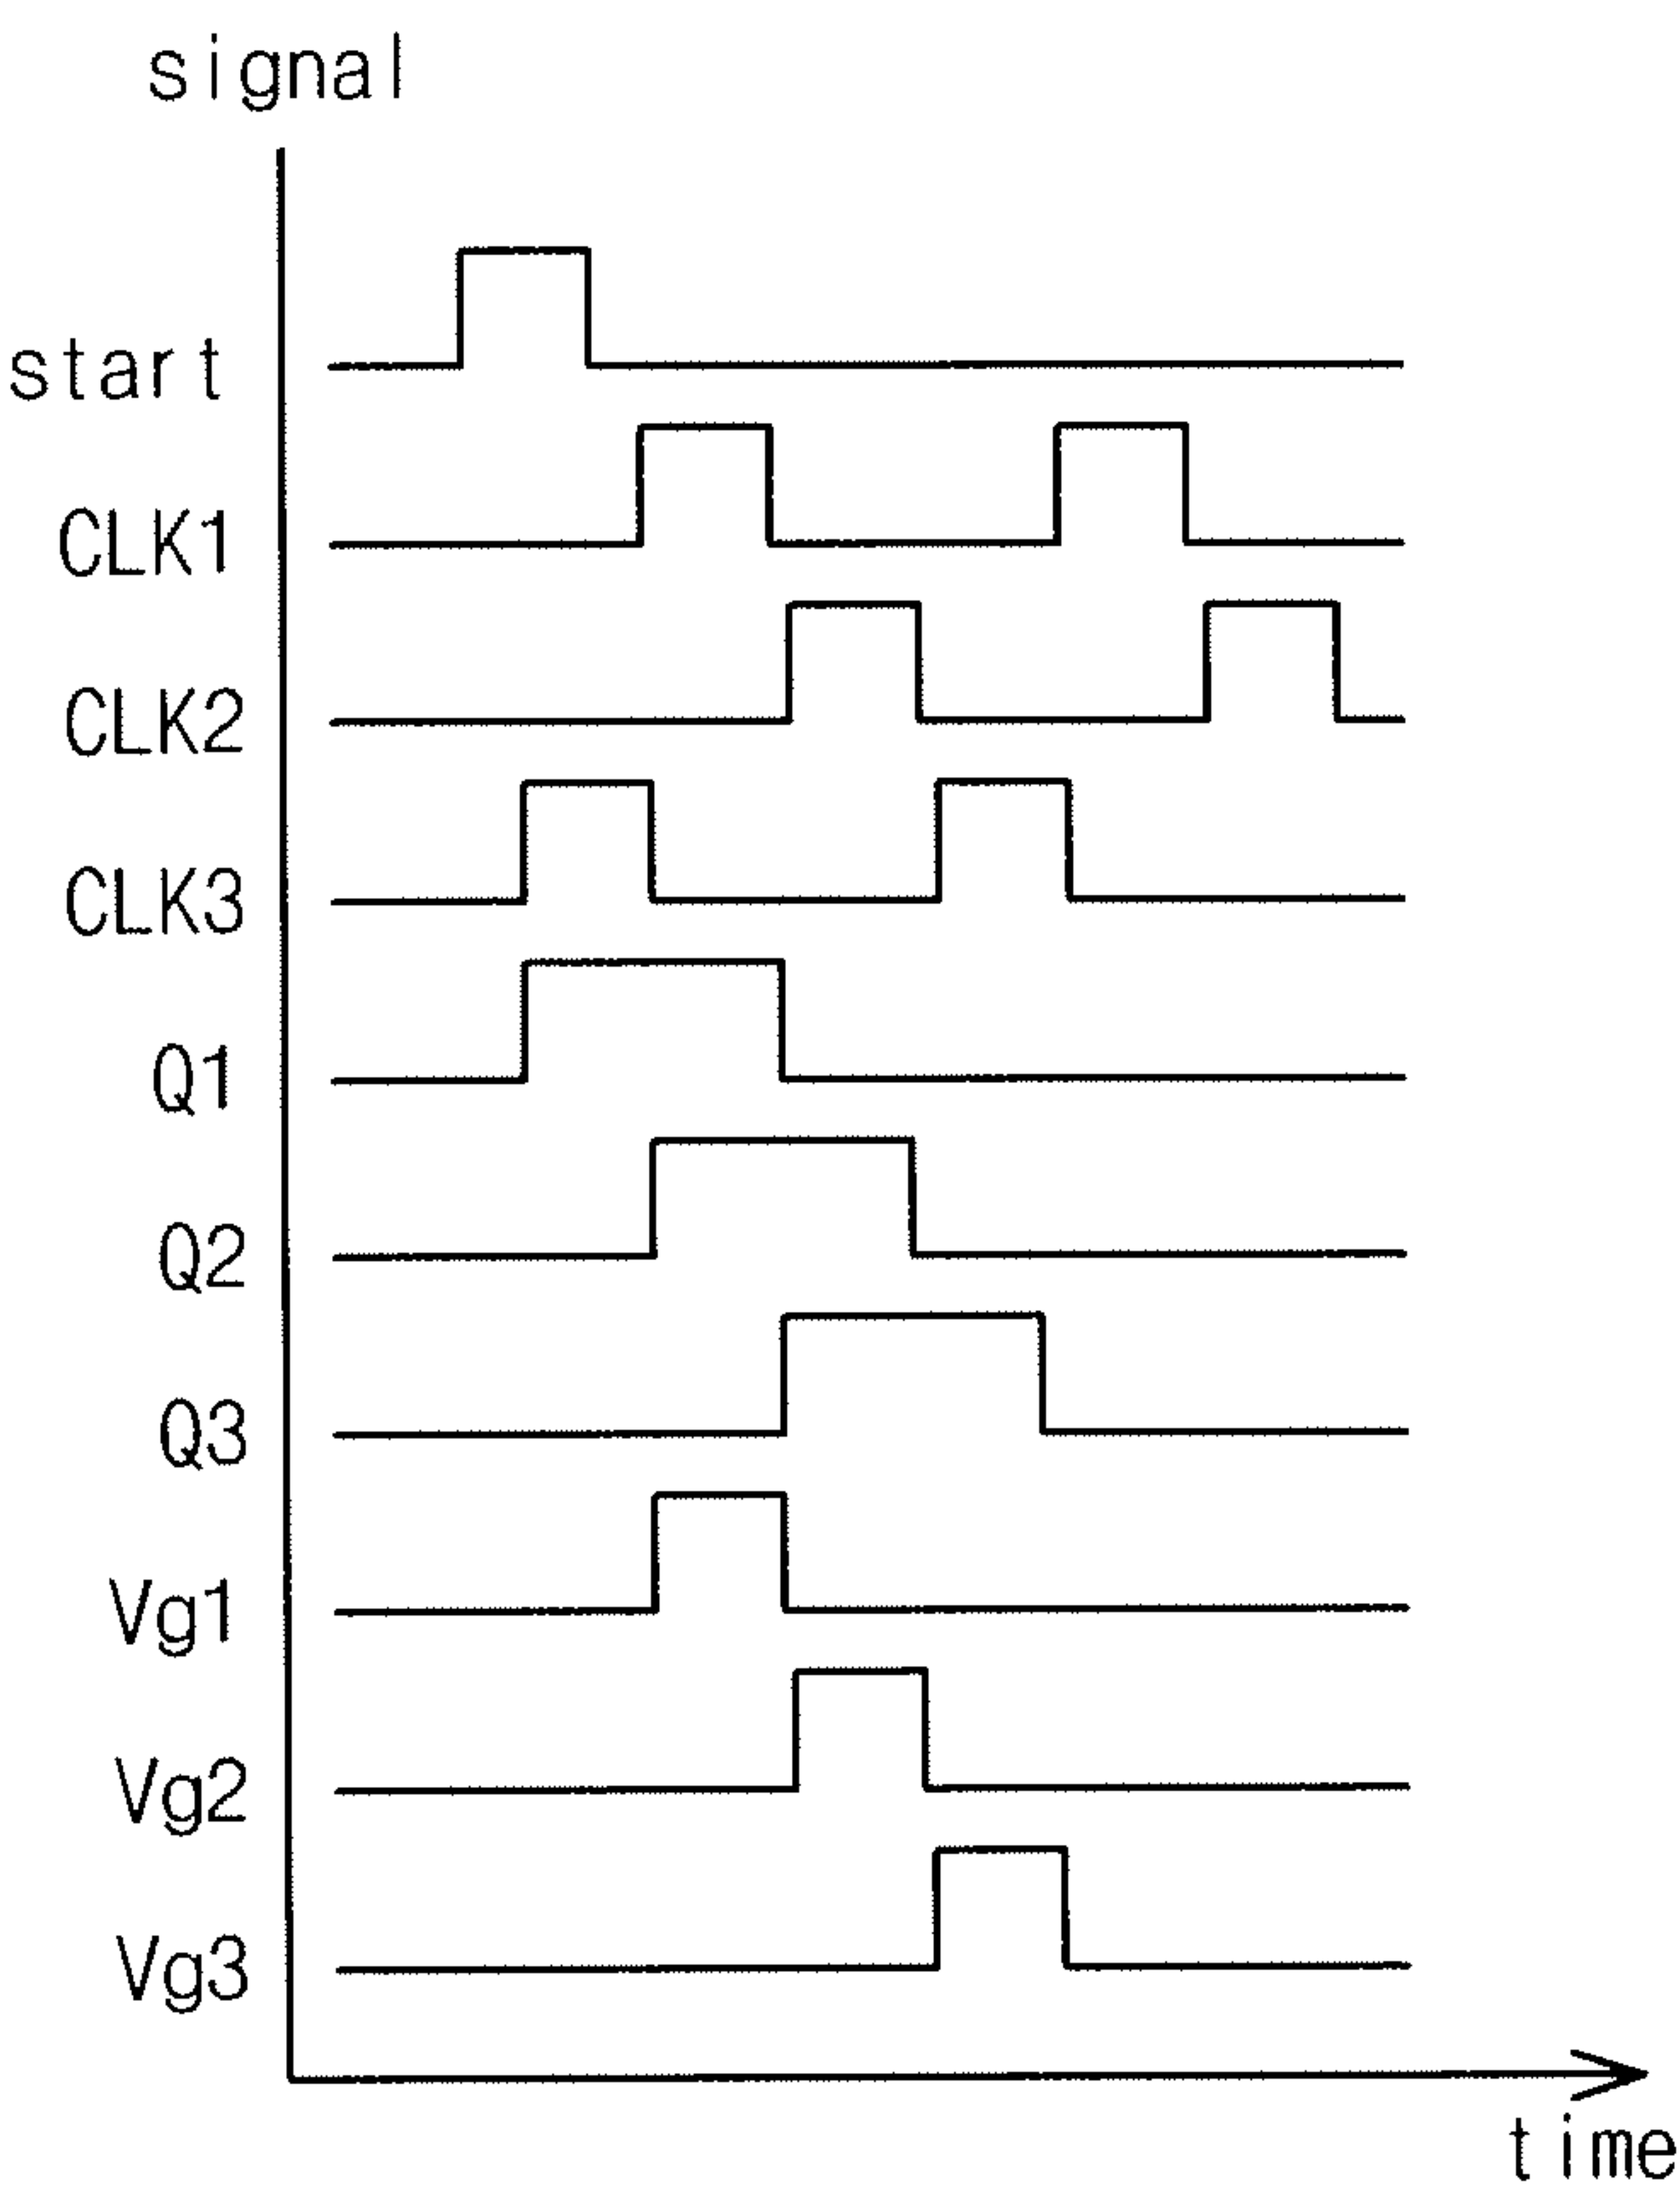 signal
start
CLK1
CLK2
CLK3
Q1
Q2
Q3
Vg1
Vg2
Vg3
time